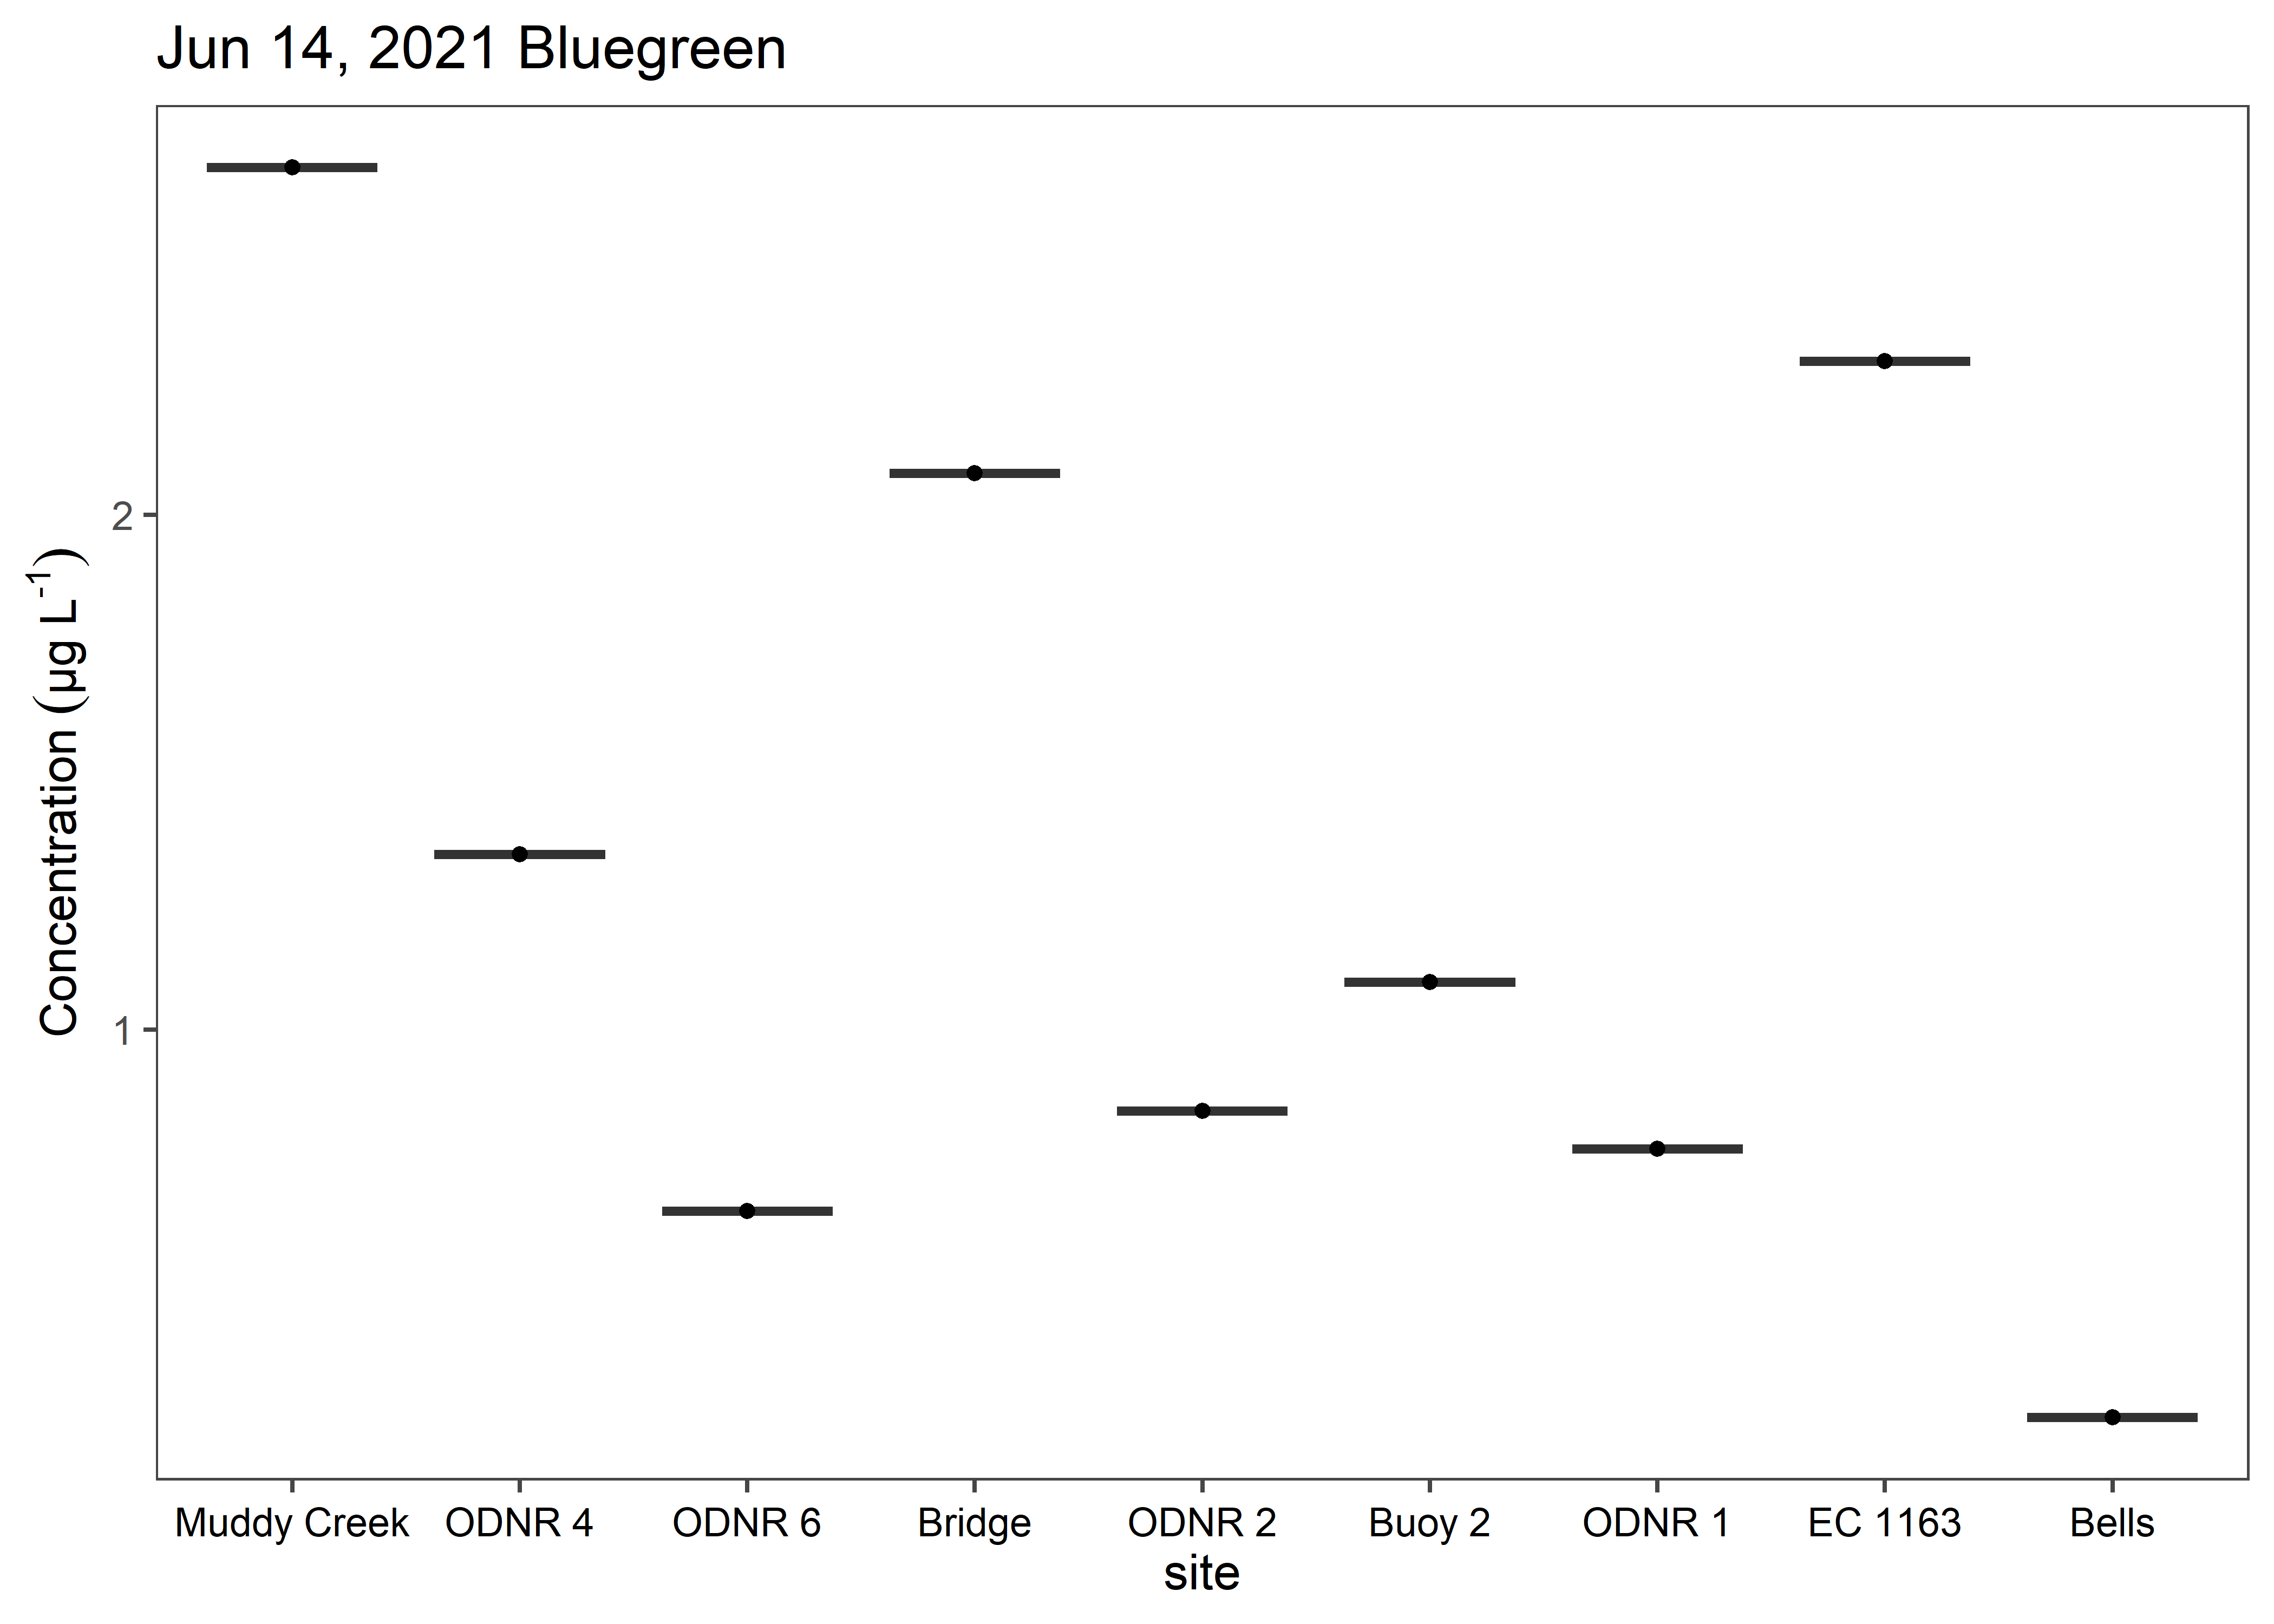 Jun 14, 2021 Bluegreen
Concentration (µg L⁻¹)
2
1
Muddy Creek ODNR 4 ODNR 6 Bridge ODNR 2 Buoy 2 ODNR 1 EC 1163 Bells
site